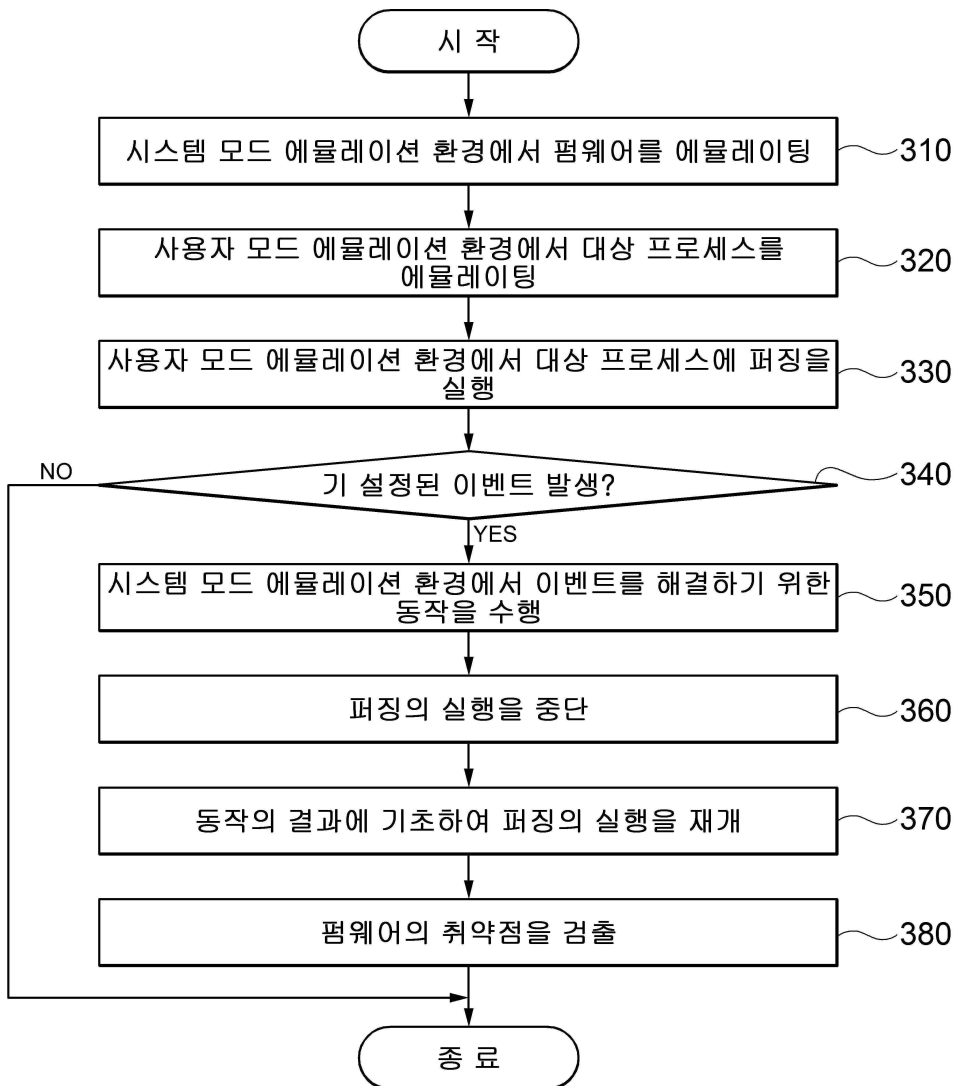 시 작
시스템 모드 에뮬레이션 환경에서 펌웨어를 에뮬레이팅
310
사용자 모드 에뮬레이션 환경에서 대상 프로세스를
에뮬레이팅
320
사용자 모드 에뮬레이션 환경에서 대상 프로세스에 퍼징을
실행
330
NO
기 설정된 이벤트 발생?
340
YES
시스템 모드 에뮬레이션 환경에서 이벤트를 해결하기 위한
동작을 수행
350
퍼징의 실행을 중단
360
동작의 결과에 기초하여 퍼징의 실행을 재개
370
펌웨어의 취약점을 검출
380
종 료